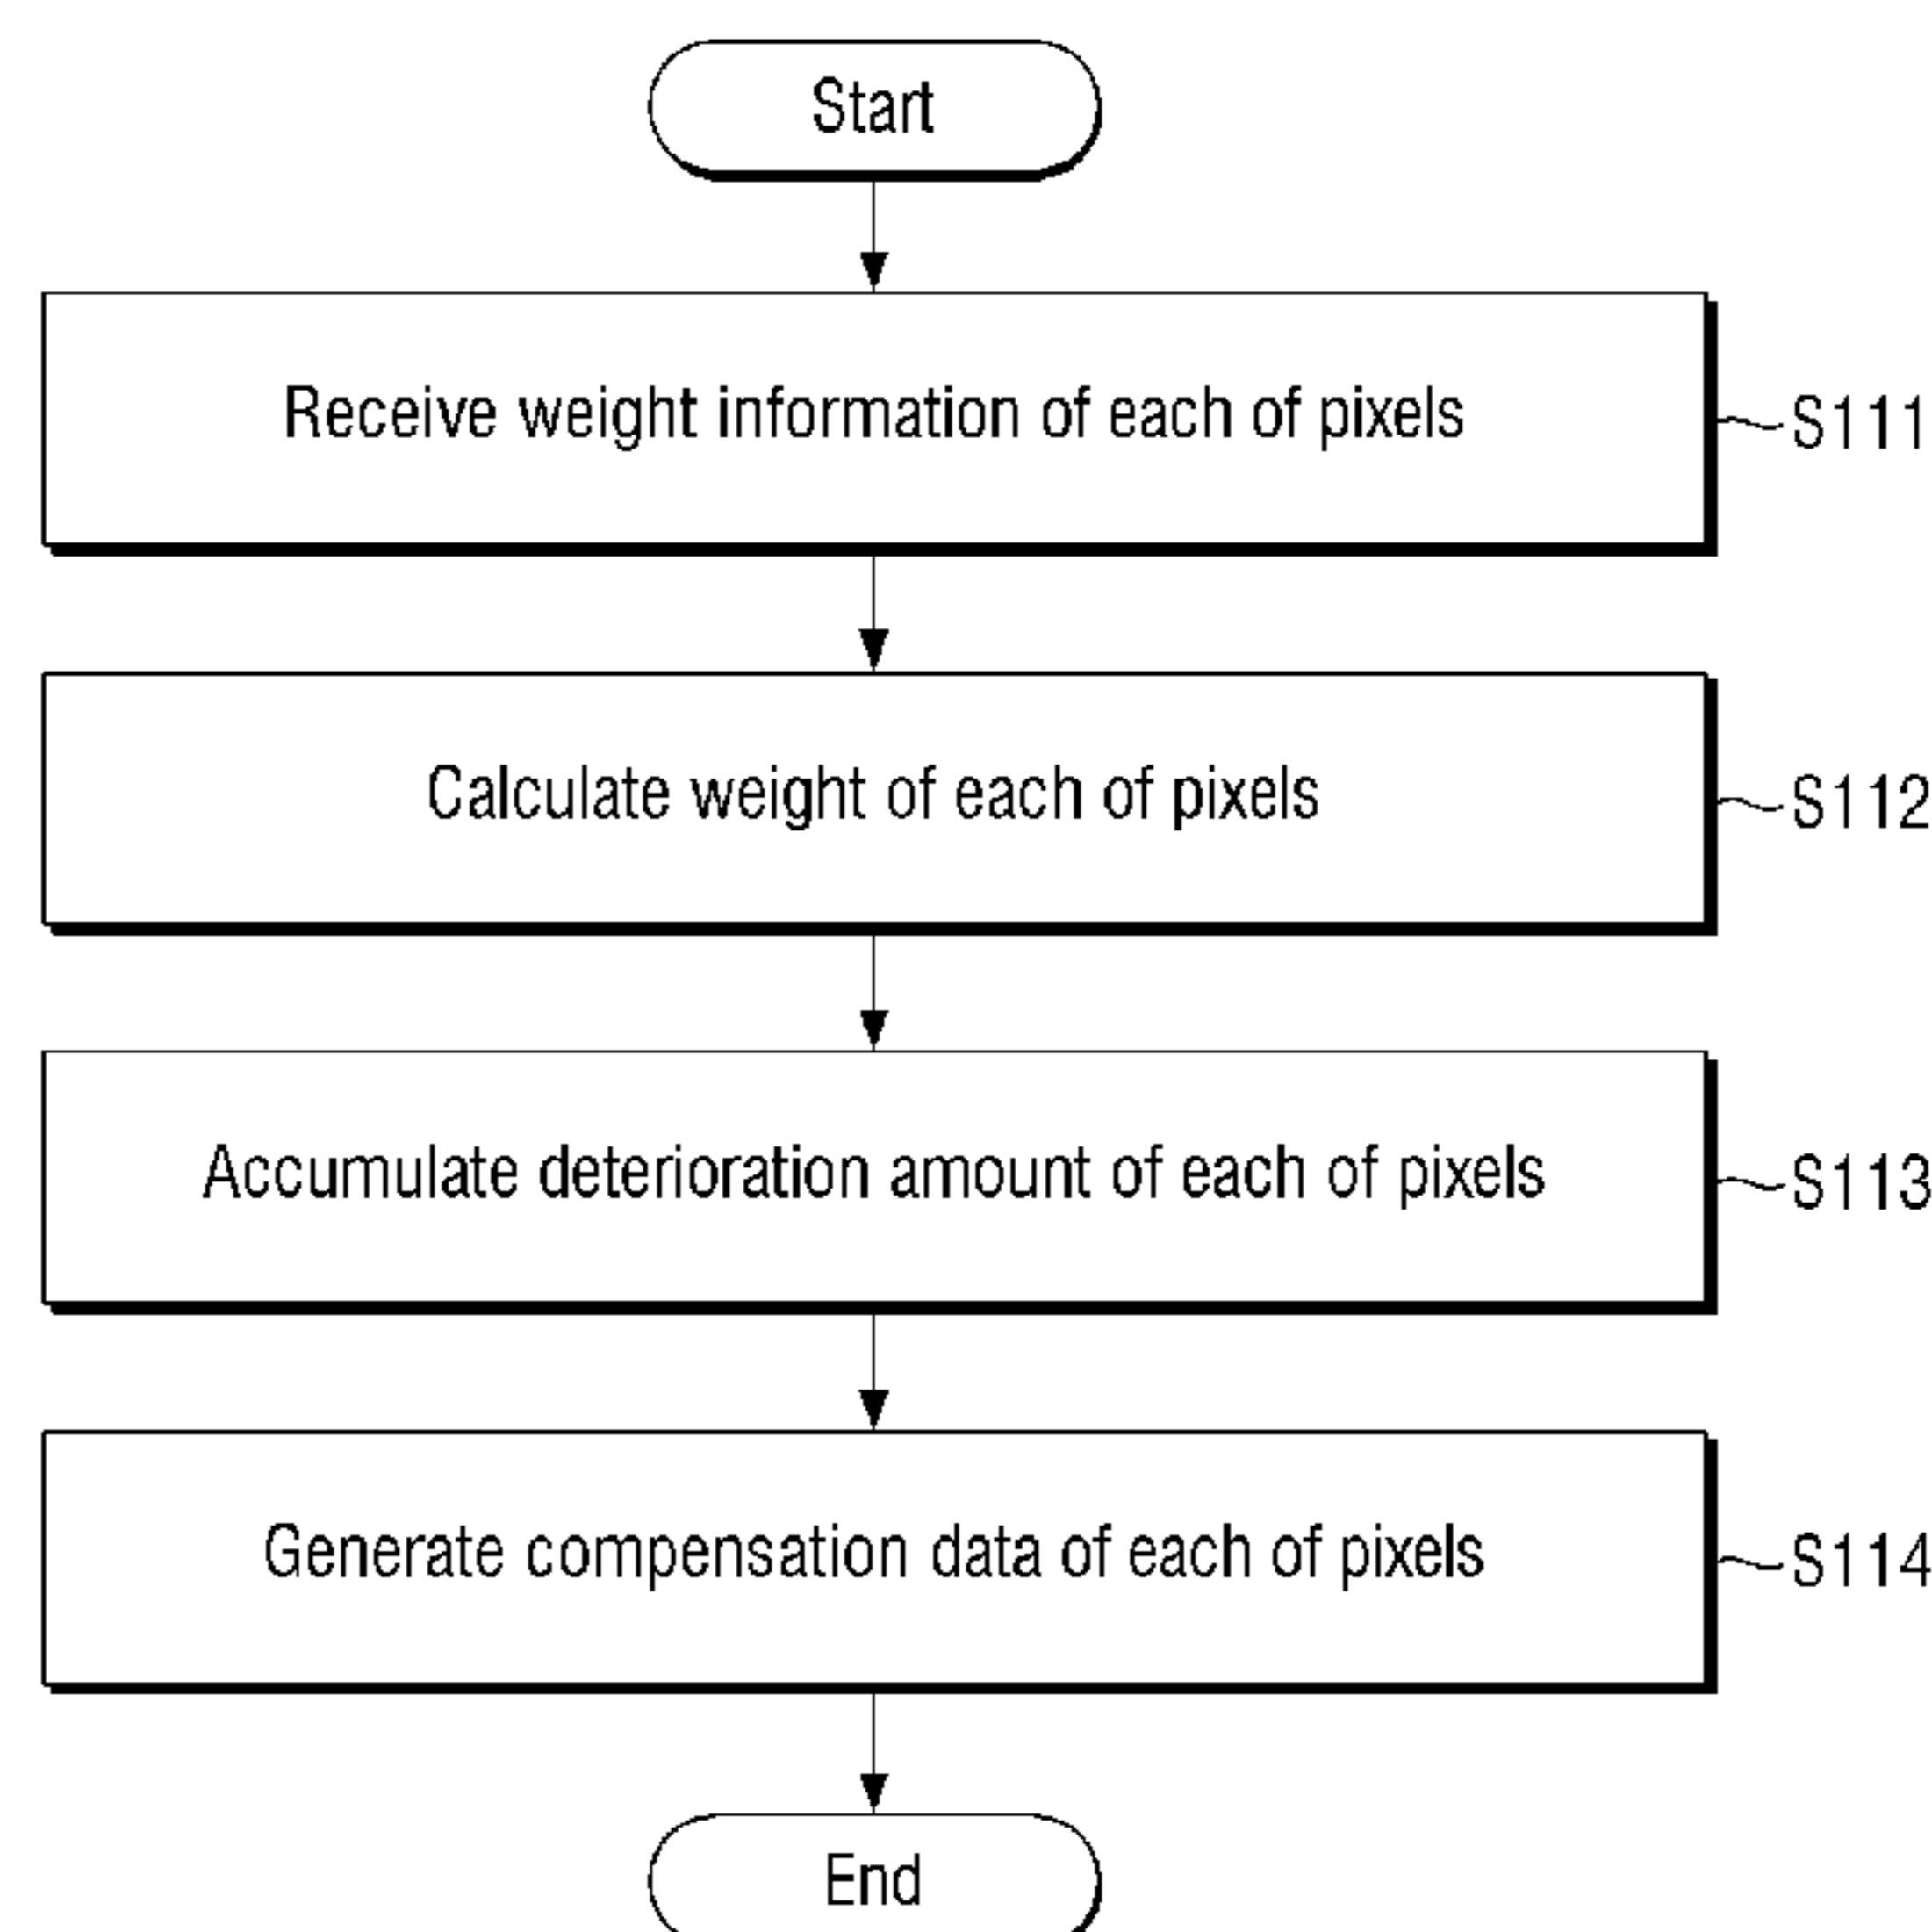 Start
Receive weight information of each of pixels
S111
Calculate weight of each of pixels
S112
Accumulate deterioration amount of each of pixels
S113
Generate compensation data of each of pixels
S114
End